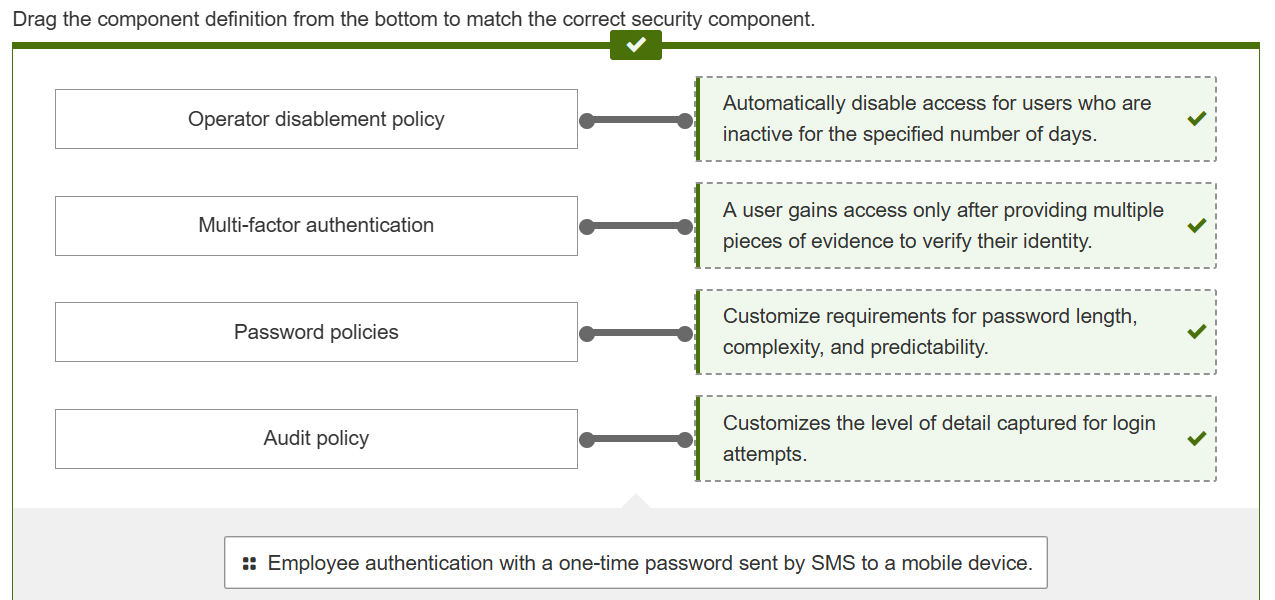 Drag the component definition from the bottom to match the correct security component.
Operator disablement policy
Automatically disable access for users who are
inactive for the specified number of days.
Multi-factor authentication
A user gains access only after providing multiple
pieces of evidence to verify their identity.
Password policies
Customize requirements for password length,
complexity, and predictability.
Audit policy
Customizes the level of detail captured for login
attempts.
Employee authentication with a one-time password sent by SMS to a mobile device.